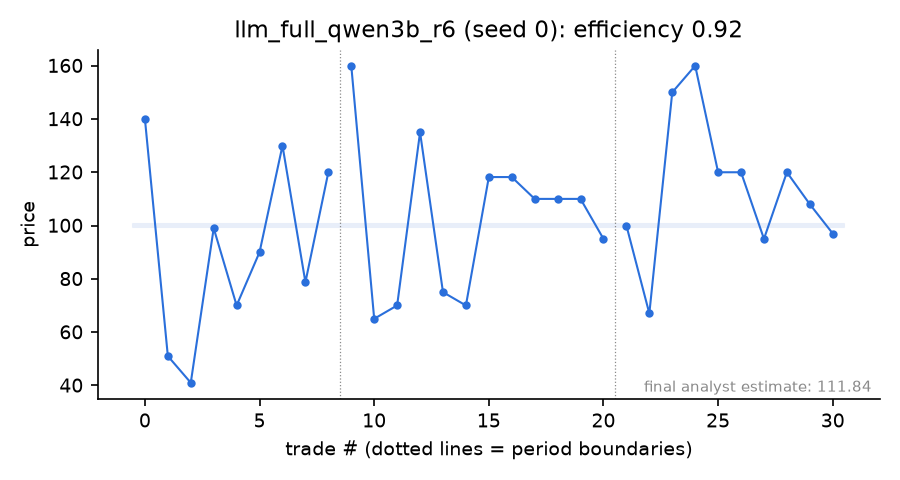 llm_full_qwen3b_r6 (seed 0): efficiency 0.92
price
160
140
120
100
80
60
40
final analyst estimate: 111.84
0 5 10 15 20 25 30
trade # (dotted lines = period boundaries)